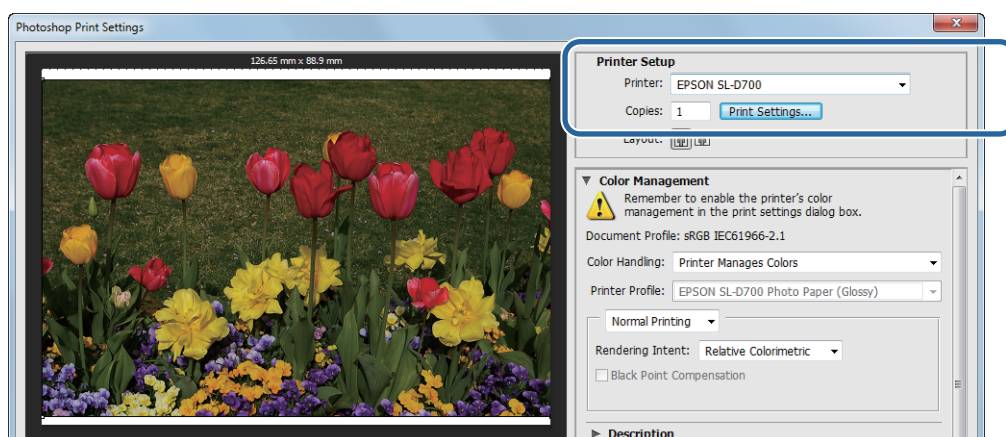 Photoshop Print Settings
126.65 mm x 88.9 mm
Printer Setup
Printer: EPSON SL-D700
Copies: 1 Print Settings...
Layout:
Color Management
Remember to enable the printer's color
management in the print settings dialog box.
Document Profile: sRGB IEC61966-2.1
Color Handling: Printer Manages Colors
Printer Profile: EPSON SL-D700 Photo Paper (Glossy)
Normal Printing
Rendering Intent: Relative Colorimetric
Black Point Compensation
Description